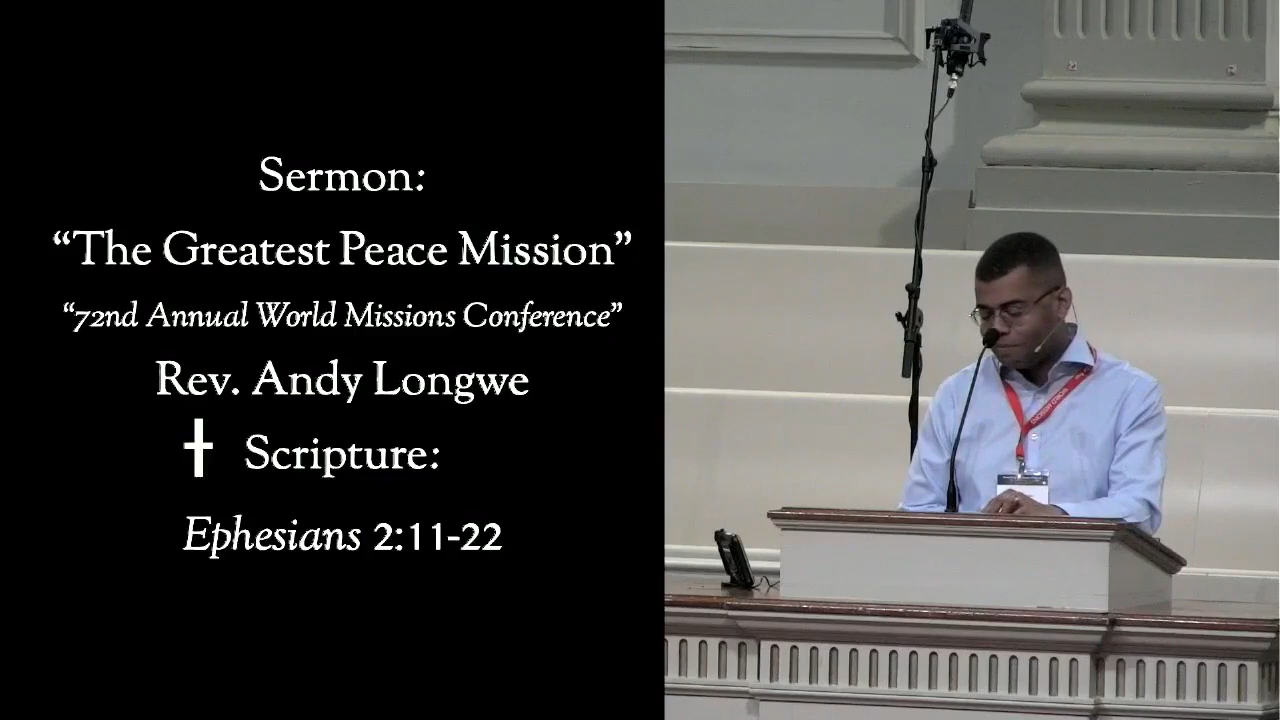 Sermon:
“The Greatest Peace Mission”
“72nd Annual World Missions Conference”
Rev. Andy Longwe
Scripture:
Ephesians 2:11-22